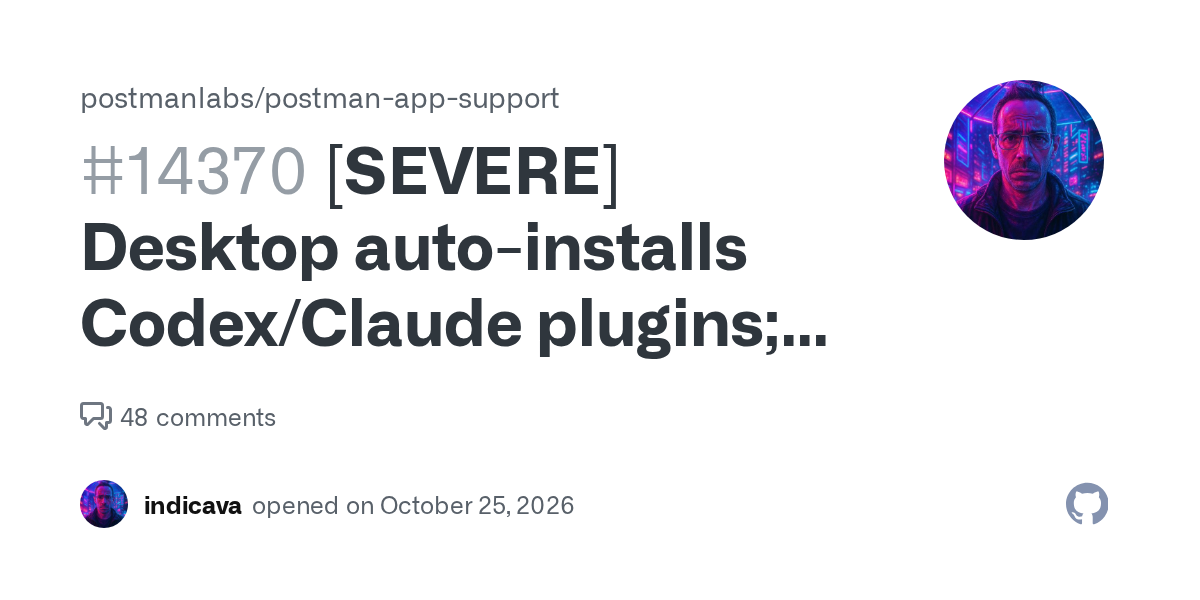 postmanlabs/postman-app-support
#14370 [SEVERE]
Desktop auto-installs
Codex/Claude plugins;...
48 comments
indicava opened on October 25, 2026